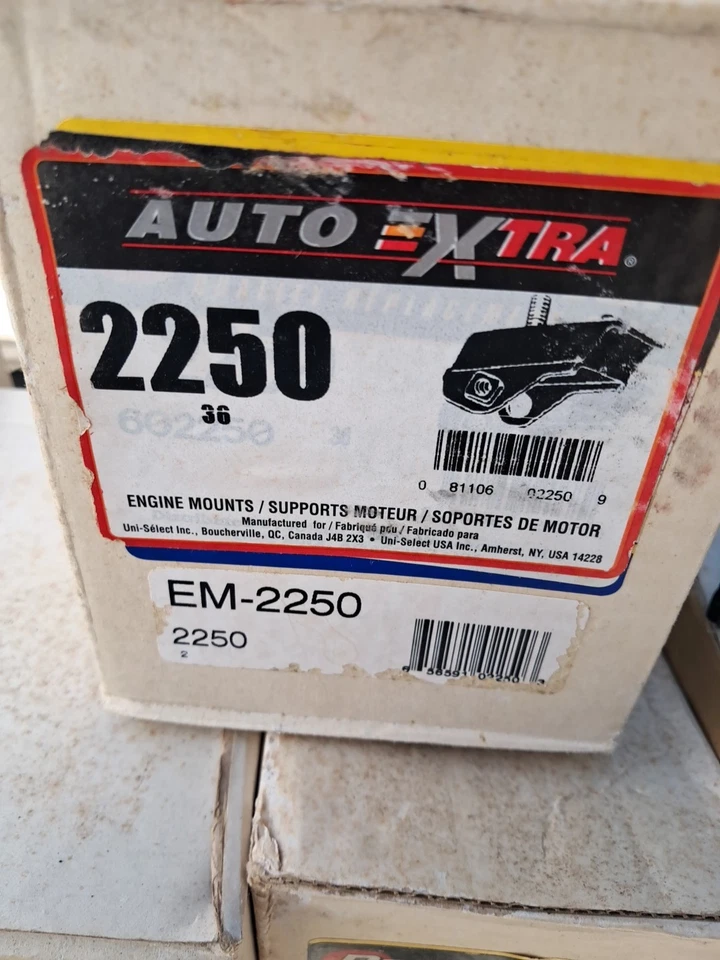 AUTO EXTRA®
2250
36
602250 36
0 81106 02250 9
ENGINE MOUNTS / SUPPORTS MOTEUR / SOPORTES DE MOTOR
Manufactured for / Fabriqué pou / Fabricado para
Uni-Sélect Inc., Boucherville, QC, Canada J4B 2X3 • Uni-Select USA Inc., Amherst, NY, USA 14228
EM-2250
2250
2